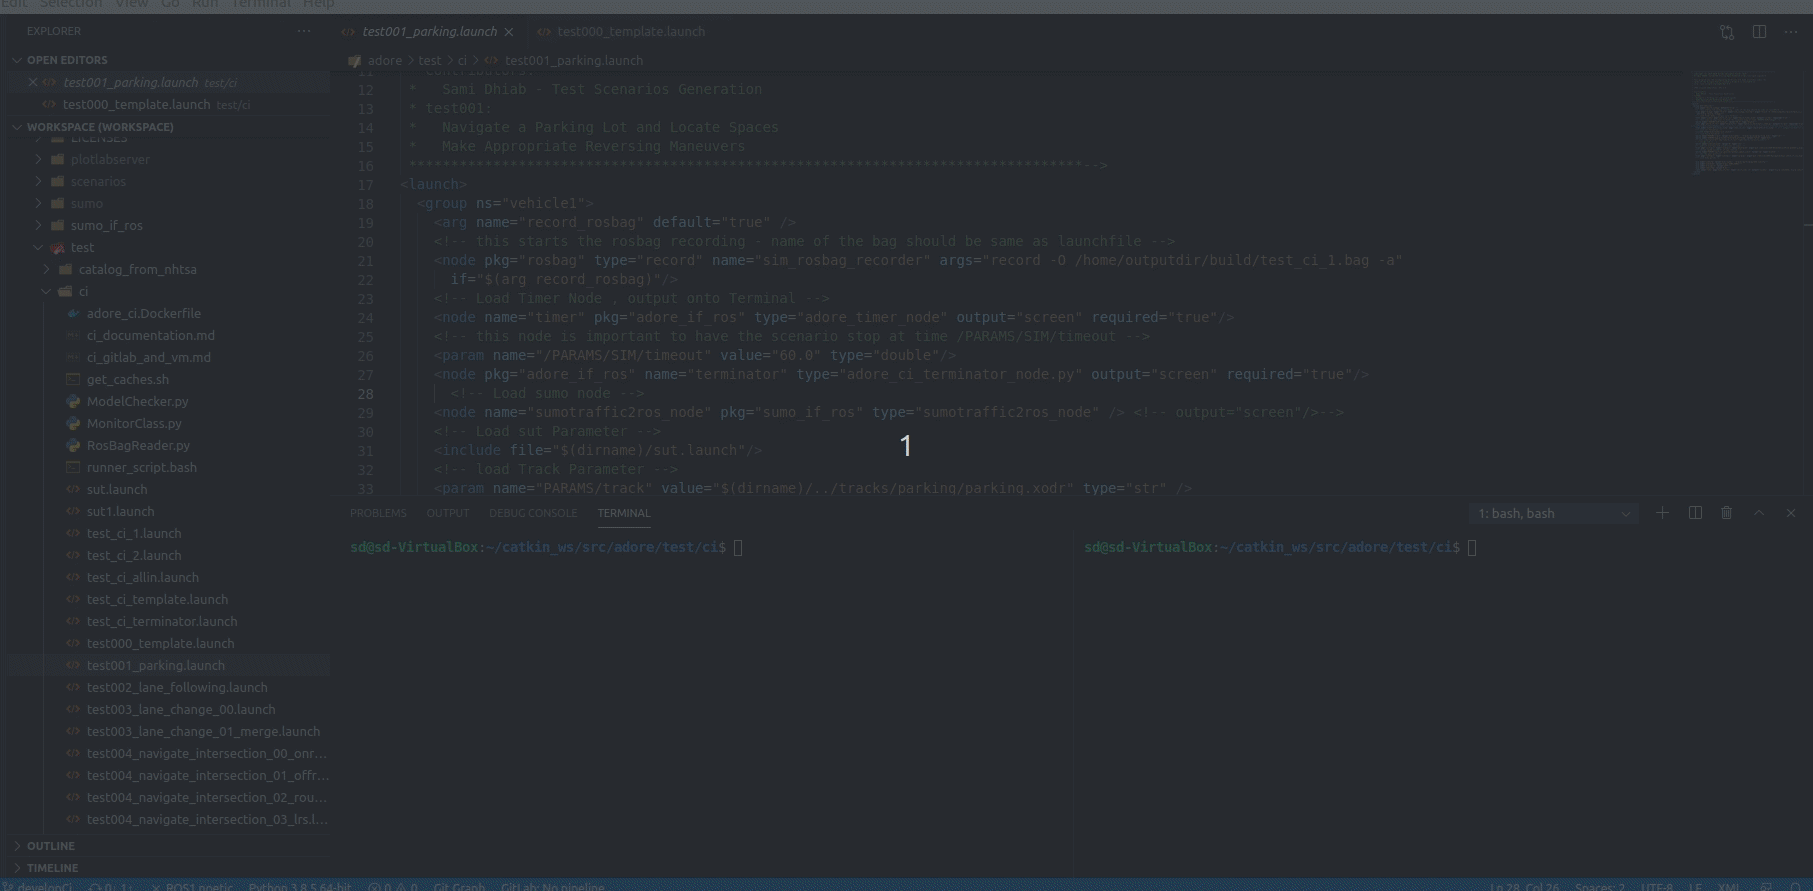 Edit Selection View Go Run Terminal Help
EXPLORER
OPEN EDITORS
test001_parking.launch test/ci
test000_template.launch test/ci
WORKSPACE (WORKSPACE)
LICENSES
plotlabserver
scenarios
sumo
sumo_if_ros
test
catalog_from_nhtsa
ci
adore_ci.Dockerfile
ci_documentation.md
ci_gitlab_and_vm.md
get_caches.sh
ModelChecker.py
MonitorClass.py
RosBagReader.py
runner_script.bash
sut.launch
sut1.launch
test_ci_1.launch
test_ci_2.launch
test_ci_allin.launch
test_ci_template.launch
test_ci_terminator.launch
test000_template.launch
test001_parking.launch
test002_lane_following.launch
test003_lane_change_00.launch
test003_lane_change_01_merge.launch
test004_navigate_intersection_00_onr...
test004_navigate_intersection_01_offr...
test004_navigate_intersection_02_rou...
test004_navigate_intersection_03_lrs.l...
OUTLINE
TIMELINE
test001_parking.launch test000_template.launch
adore > test > ci > test001_parking.launch
11 * Contributors:
12 * Sami Dhiab - Test Scenarios Generation
13 * test001:
14 * Navigate a Parking Lot and Locate Spaces
15 * Make Appropriate Reversing Maneuvers
16 ********************************************************************************-->
17 <launch>
18 <group ns="vehicle1">
19 <arg name="record_rosbag" default="true" />
20 <!-- this starts the rosbag recording - name of the bag should be same as launchfile -->
21 <node pkg="rosbag" type="record" name="sim_rosbag_recorder" args="record -O /home/outputdir/build/test_ci_1.bag -a"
22 if="$(arg record_rosbag)"/>
23 <!-- Load Timer Node , output onto Terminal -->
24 <node name="timer" pkg="adore_if_ros" type="adore_timer_node" output="screen" required="true"/>
25 <!-- this node is important to have the scenario stop at time /PARAMS/SIM/timeout -->
26 <param name="/PARAMS/SIM/timeout" value="60.0" type="double"/>
27 <node pkg="adore_if_ros" name="terminator" type="adore_ci_terminator_node.py" output="screen" required="true"/>
28 <!-- Load sumo node -->
29 <node name="sumotraffic2ros_node" pkg="sumo_if_ros" type="sumotraffic2ros_node" /> <!-- output="screen"/>-->
30 <!-- Load sut Parameter -->
31 <include file="$(dirname)/sut.launch"/>
32 <!-- load Track Parameter -->
33 <param name="PARAMS/track" value="$(dirname)/../tracks/parking/parking.xodr" type="str" />
1
PROBLEMS OUTPUT DEBUG CONSOLE TERMINAL 1: bash, bash
sd@sd-VirtualBox:~/catkin_ws/src/adore/test/ci$
sd@sd-VirtualBox:~/catkin_ws/src/adore/test/ci$
developCi 0↓ 1↑ ROS1.noetic Python 3.8.5 64-bit 0 0 Git Graph GitLab: No pipeline Ln 28, Col 26 Spaces: 2 UTF-8 LF XML